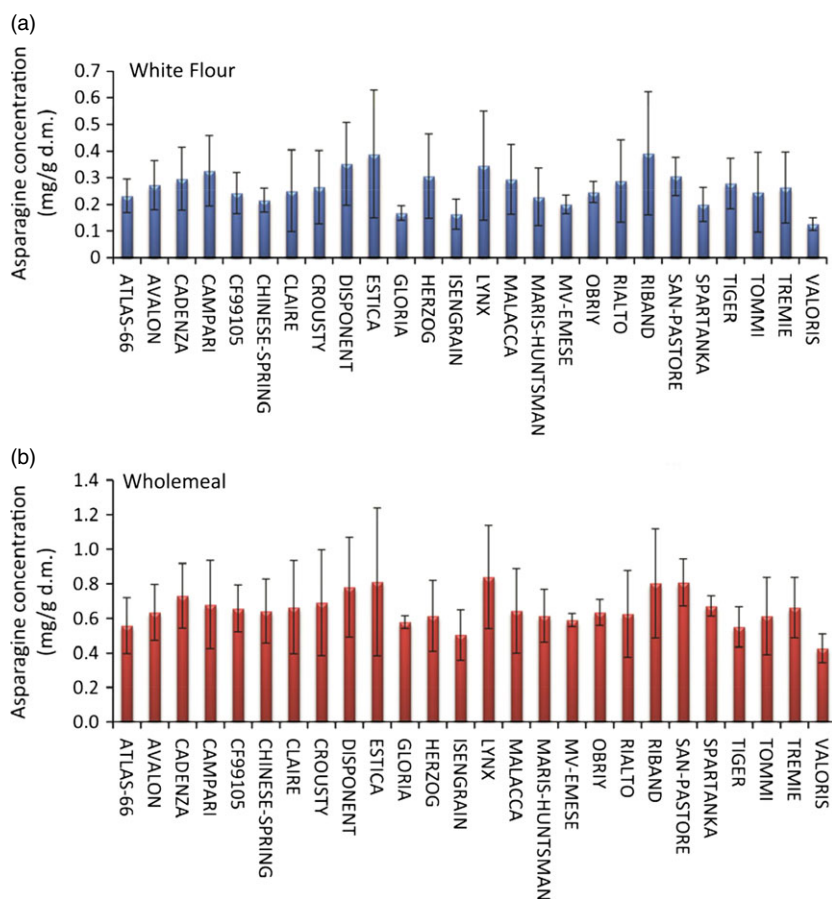 (a)
White Flour
Asparagine concentration
(mg/g d.m.)
0.7
0.6
0.5
0.4
0.3
0.2
0.1
0
ATLAS-66
AVALON
CADENZA
CAMPARI
CF99105
CHINESE-SPRING
CLAIRE
CROUSTY
DISPONENT
ESTICA
GLORIA
HERZOG
ISENGRAIN
LYNX
MALACCA
MARIS-HUNTSMAN
MV-EMESE
OBRIY
RIALTO
RIBAND
SAN-PASTORE
SPARTANKA
TIGER
TOMMI
TREMIE
VALORIS
(b)
Wholemeal
Asparagine concentration
(mg/g d.m.)
1.4
1.2
1.0
0.8
0.6
0.4
0.2
0.0
ATLAS-66
AVALON
CADENZA
CAMPARI
CF99105
CHINESE-SPRING
CLAIRE
CROUSTY
DISPONENT
ESTICA
GLORIA
HERZOG
ISENGRAIN
LYNX
MALACCA
MARIS-HUNTSMAN
MV-EMESE
OBRIY
RIALTO
RIBAND
SAN-PASTORE
SPARTANKA
TIGER
TOMMI
TREMIE
VALORIS